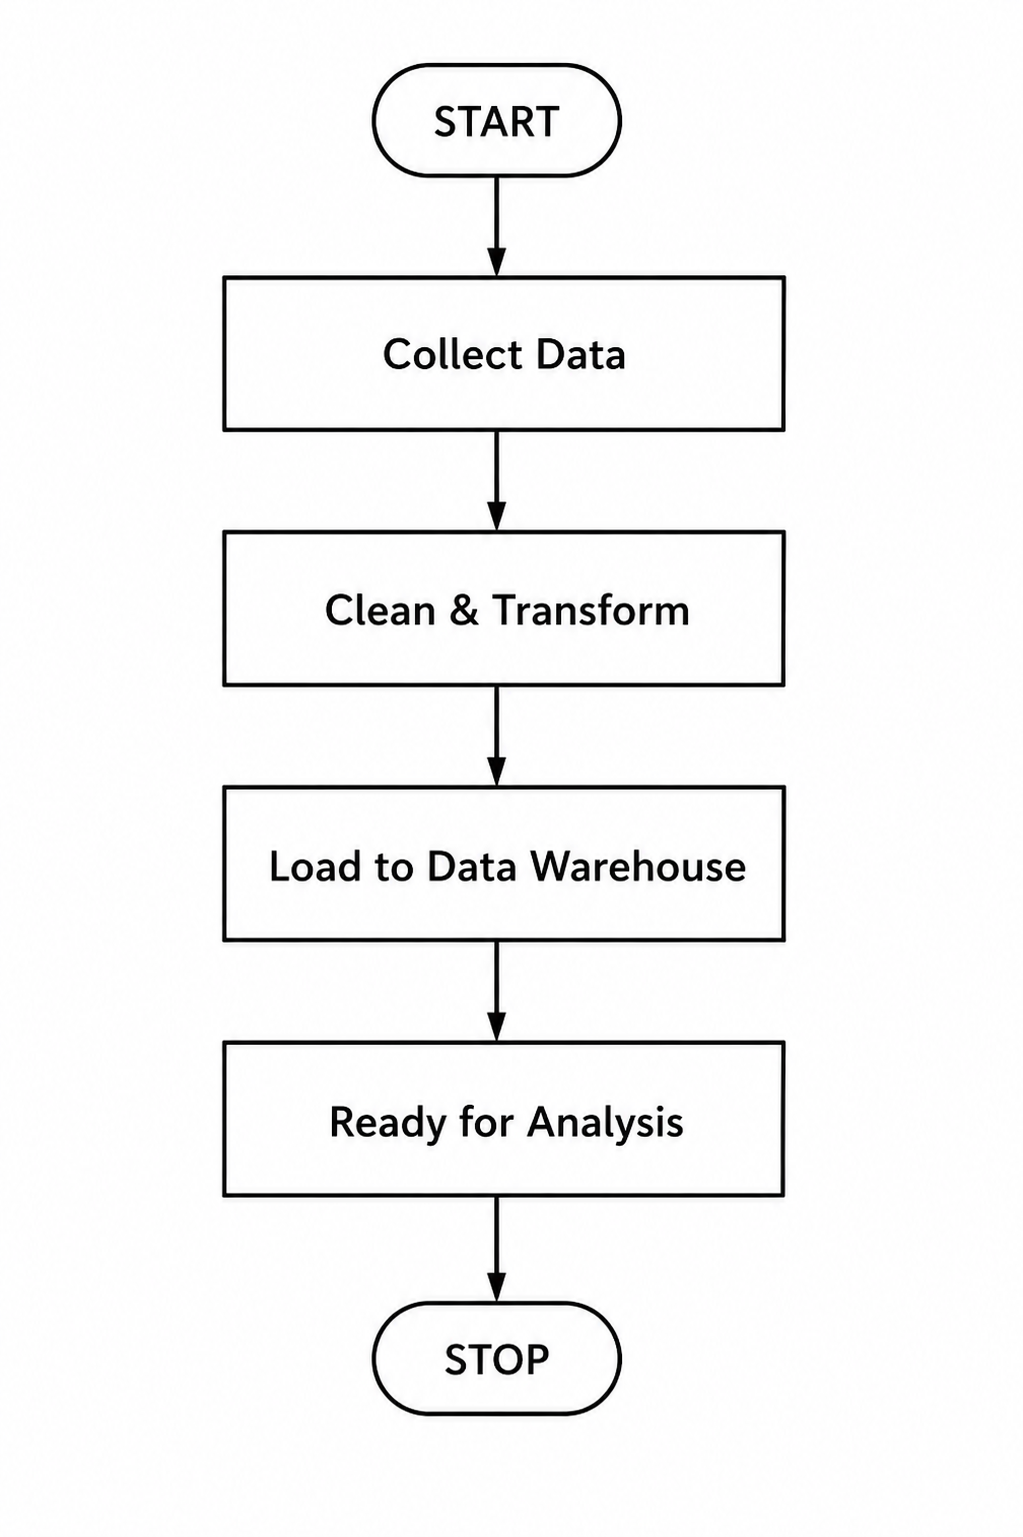 START
Collect Data
Clean & Transform
Load to Data Warehouse
Ready for Analysis
STOP